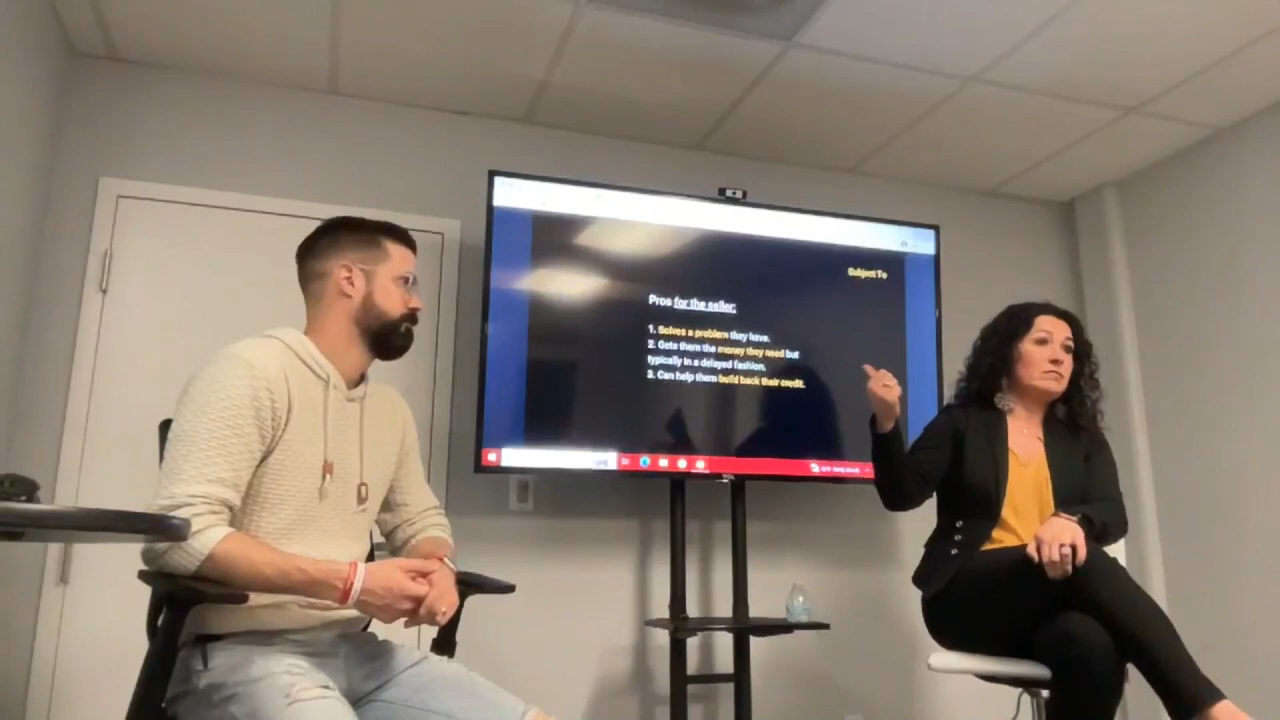 Subject To
Pros for the seller:
1. Solves a problem they have.
2. Gets them the money they need but
typically in a delayed fashion.
3. Can help them build back their credit.